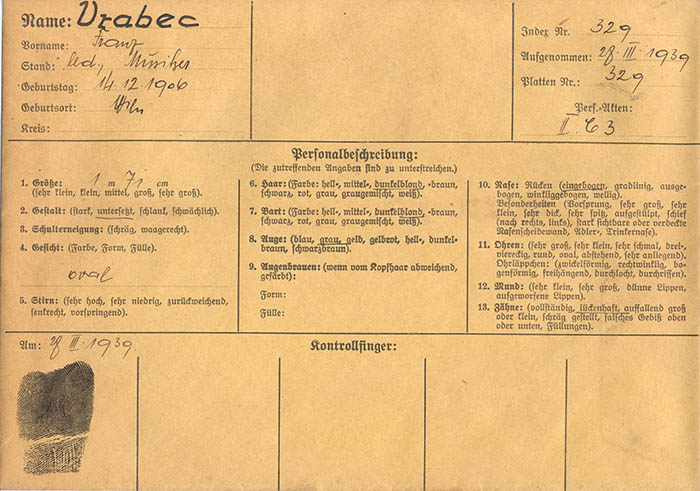 Name: Vrabec
Vorname: Franz
Stand: led., Musiker
Geburtstag: 14.12.1906
Geburtsort: Wien
Kreis:
Index Nr. 329
Aufgenommen: 28. III. 1939
Platten Nr.: 329
Pers.-Akten:
II C 3
Personalbeschreibung:
(Die zutreffenden Angaben sind zu unterstreichen.)
1. Größe: 1 m 71 cm
(sehr klein, klein, mittel, groß, sehr groß).
2. Gestalt: (stark, untersetzt, schlank, schwächlich).
3. Schulterneigung: (schräg, waagerecht).
4. Gesicht: (Farbe, Form, Fülle).
oval
5. Stirn: (sehr hoch, sehr niedrig, zurückweichend,
senkrecht, vorspringend).
6. Haar: (Farbe: hell-, mittel-, dunkelblond, -braun,
schwarz, rot, grau, graugemischt, weiß).
7. Bart: (Farbe: hell-, mittel-, dunkelblond, -braun,
schwarz, rot, grau, graugemischt, weiß).
8. Auge: (blau, grau, gelb, gelbrot, hell-, dunkel-
braun, schwarzbraun).
9. Augenbrauen: (wenn vom Kopfhaar abweichend,
gefärbt):
Form:
Fülle:
10. Nase: Rücken (eingebogen, gradlinig, ausge-
bogen, winkliggebogen, wellig).
Besonderheiten (Vorsprung, sehr groß, sehr
klein, sehr dick, sehr spitz, aufgestülpt, schief
(nach rechts, links), stark sichtbare oder verdeckte
Nasenscheidewand, Adler-, Trinkernase).
11. Ohren: (sehr groß, sehr klein, sehr schmal, drei-,
viereckig, rund, oval, abstehend, sehr anliegend).
Ohrläppchen: (zwickelförmig, rechtwinklig, bo-
genförmig, freihängend, durchlocht, durchrissen).
12. Mund: (sehr klein, sehr groß, dünne Lippen,
aufgeworfene Lippen).
13. Zähne: (vollständig, lückenhaft, auffallend groß
oder klein, schräg gestellt, falsches Gebiß oben
oder unten, Füllungen).
Am: 28 III. 1939.
Kontrollfinger: